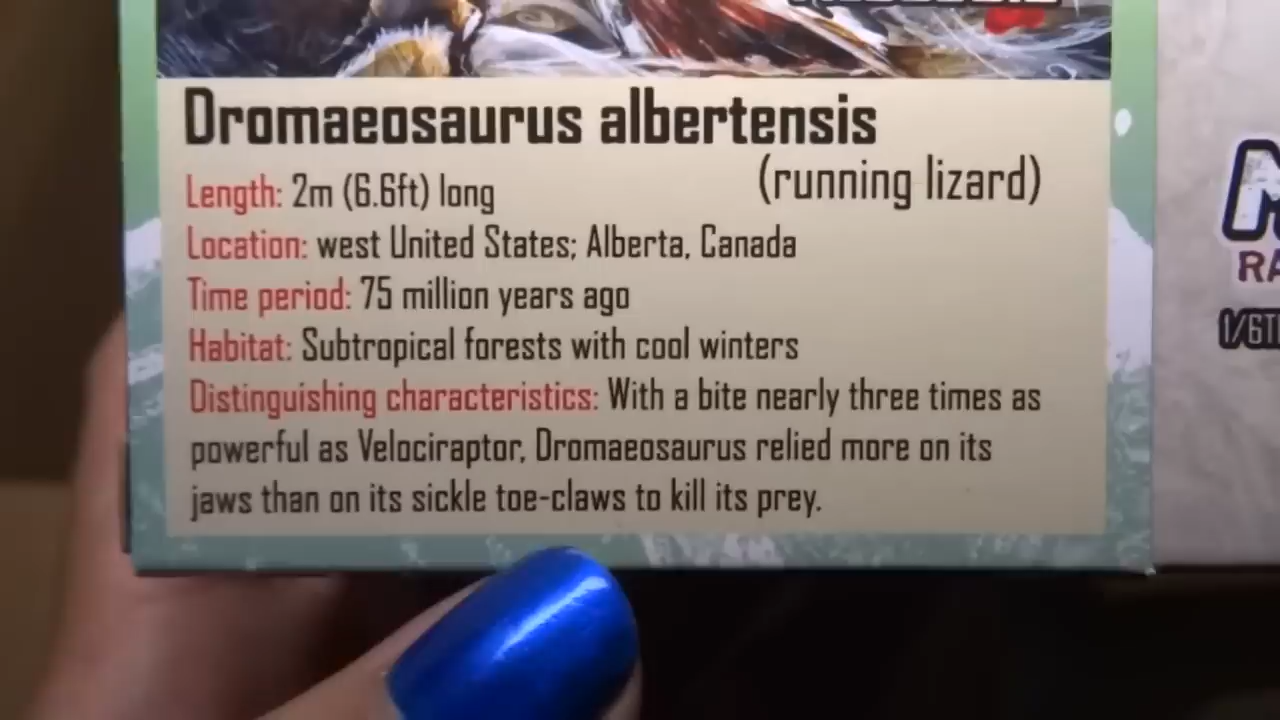 Dromaeosaurus albertensis
(running lizard)
Length: 2m (6.6ft) long
Location: west United States; Alberta, Canada
Time period: 75 million years ago
Habitat: Subtropical forests with cool winters
Distinguishing characteristics: With a bite nearly three times as
powerful as Velociraptor, Dromaeosaurus relied more on its
jaws than on its sickle toe-claws to kill its prey.